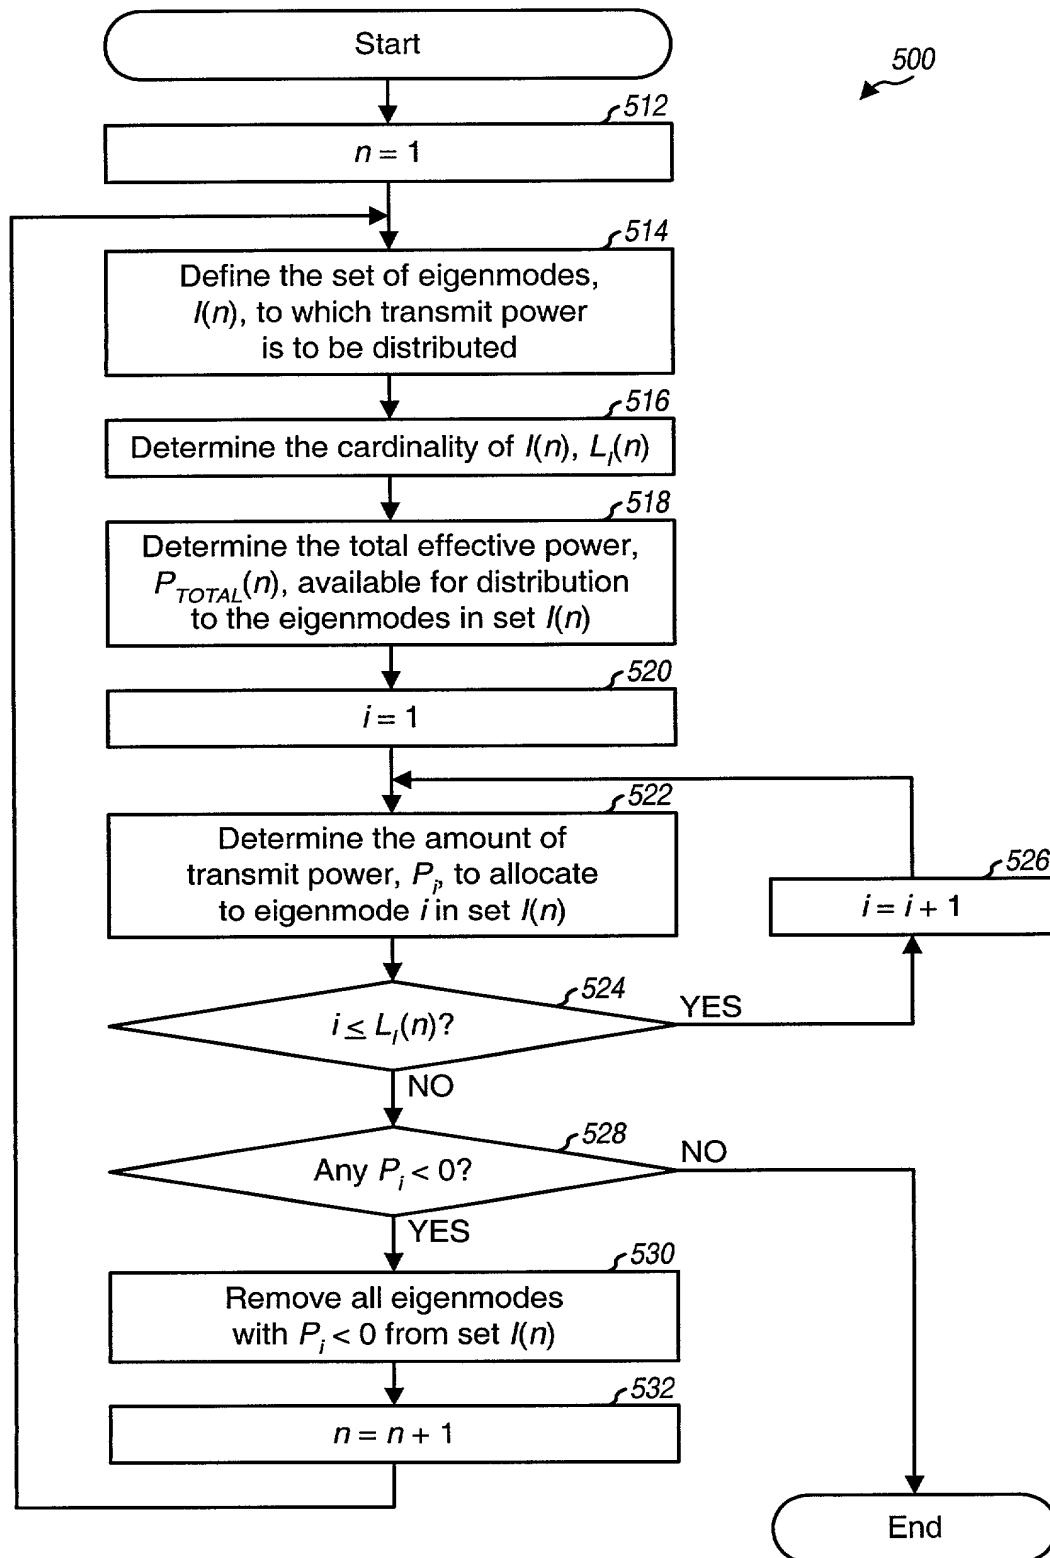 Start
500
512
n = 1
514
Define the set of eigenmodes,
I(n), to which transmit power
is to be distributed
516
Determine the cardinality of I(n), L_I(n)
518
Determine the total effective power,
P_TOTAL(n), available for distribution
to the eigenmodes in set I(n)
520
i = 1
522
Determine the amount of
transmit power, P_i, to allocate
to eigenmode i in set I(n)
526
i = i + 1
524
i ≤ L_I(n)?
YES
NO
528
Any P_i < 0?
NO
YES
530
Remove all eigenmodes
with P_i < 0 from set I(n)
532
n = n + 1
End